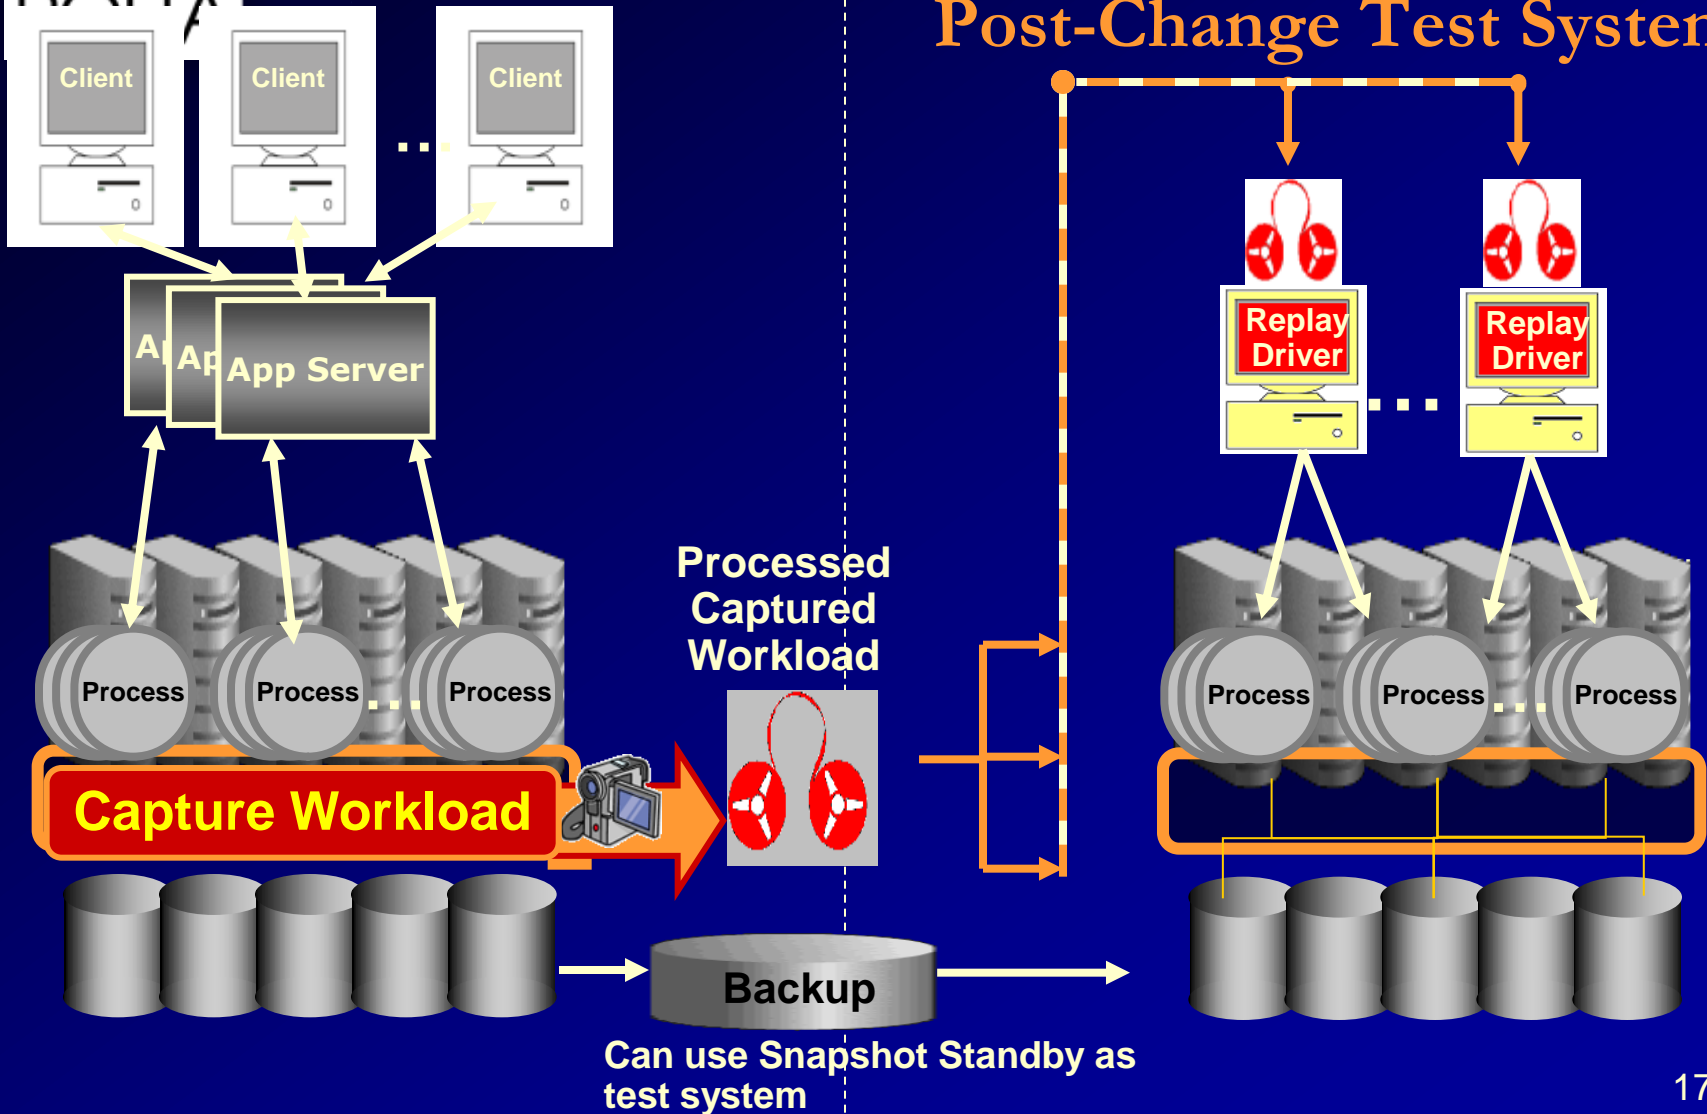 Post-Change Test System
Client
Client
Client
...
App Server
Replay
Driver
Replay
Driver
...
Processed
Captured
Workload
Process
Process
...
Process
Process
Process
...
Process
Capture Workload
Backup
Can use Snapshot Standby as
test system
17